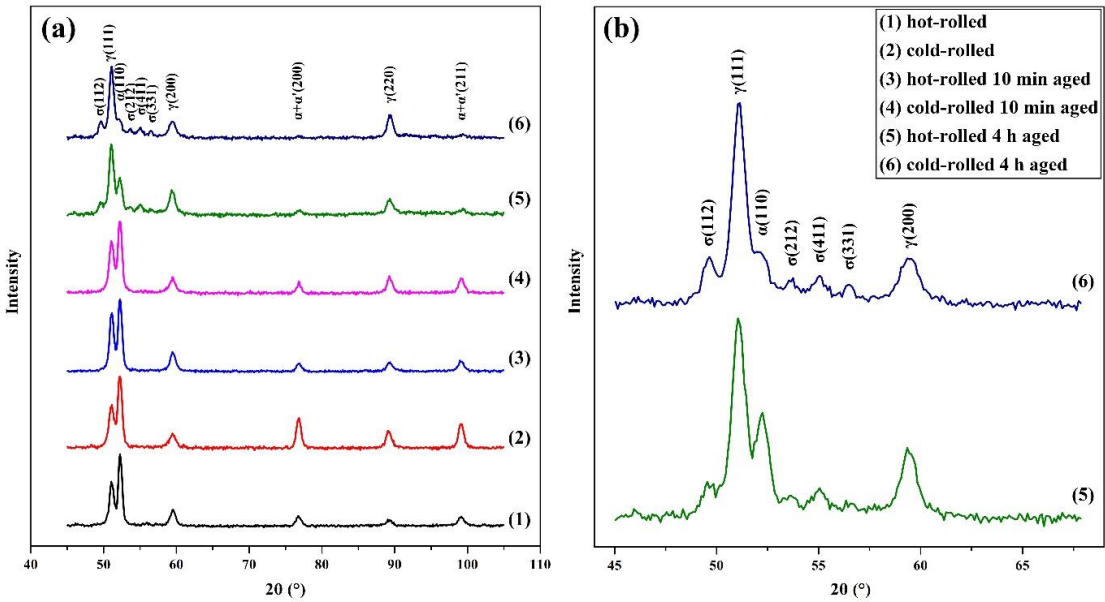 (a)
γ(111)
σ(112)
α(110)
σ(212)
σ(411)
σ(331)
γ(200)
α+α'(200)
γ(220)
α+α'(211)
(6)
(5)
(4)
(3)
(2)
(1)
Intensity
40 50 60 70 80 90 100 110
2θ (°)
(b)
(1) hot-rolled
(2) cold-rolled
(3) hot-rolled 10 min aged
(4) cold-rolled 10 min aged
(5) hot-rolled 4 h aged
(6) cold-rolled 4 h aged
γ(111)
σ(112)
α(110)
σ(212)
σ(411)
σ(331)
γ(200)
(6)
(5)
Intensity
45 50 55 60 65
2θ (°)